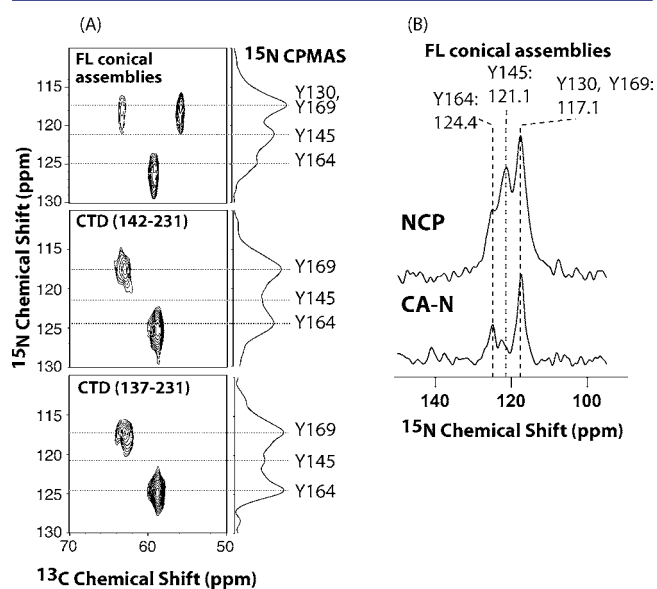 (A)
(B)
FL conical
assemblies
15N CPMAS
115
120
125
130
Y130,
Y169
Y145
Y164
CTD (142-231)
115
120
125
130
Y169
Y145
Y164
CTD (137-231)
115
120
125
130
Y169
Y145
Y164
15N Chemical Shift (ppm)
70
60
50
13C Chemical Shift (ppm)
FL conical assemblies
Y145:
121.1
Y130, Y169:
117.1
Y164:
124.4
NCP
CA-N
140
120
100
15N Chemical Shift (ppm)